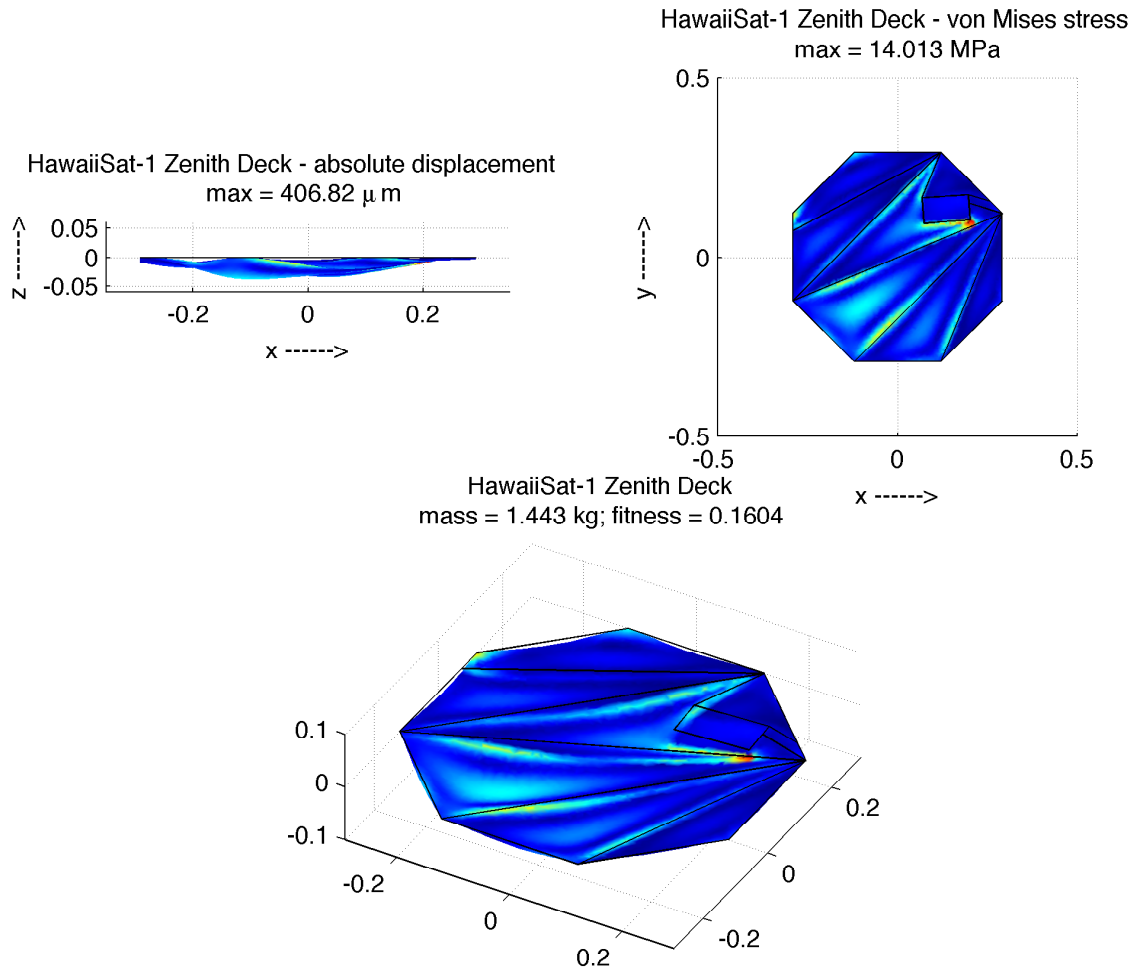 HawaiiSat-1 Zenith Deck - von Mises stress
max = 14.013 MPa
0.5
0
-0.5
y ------>
-0.5
0
0.5
x ------>
HawaiiSat-1 Zenith Deck - absolute displacement
max = 406.82 μ m
0.05
0
-0.05
z ------>
-0.2
0
0.2
x ------>
HawaiiSat-1 Zenith Deck
mass = 1.443 kg; fitness = 0.1604
0.1
0
-0.1
-0.2
0
0.2
-0.2
0
0.2